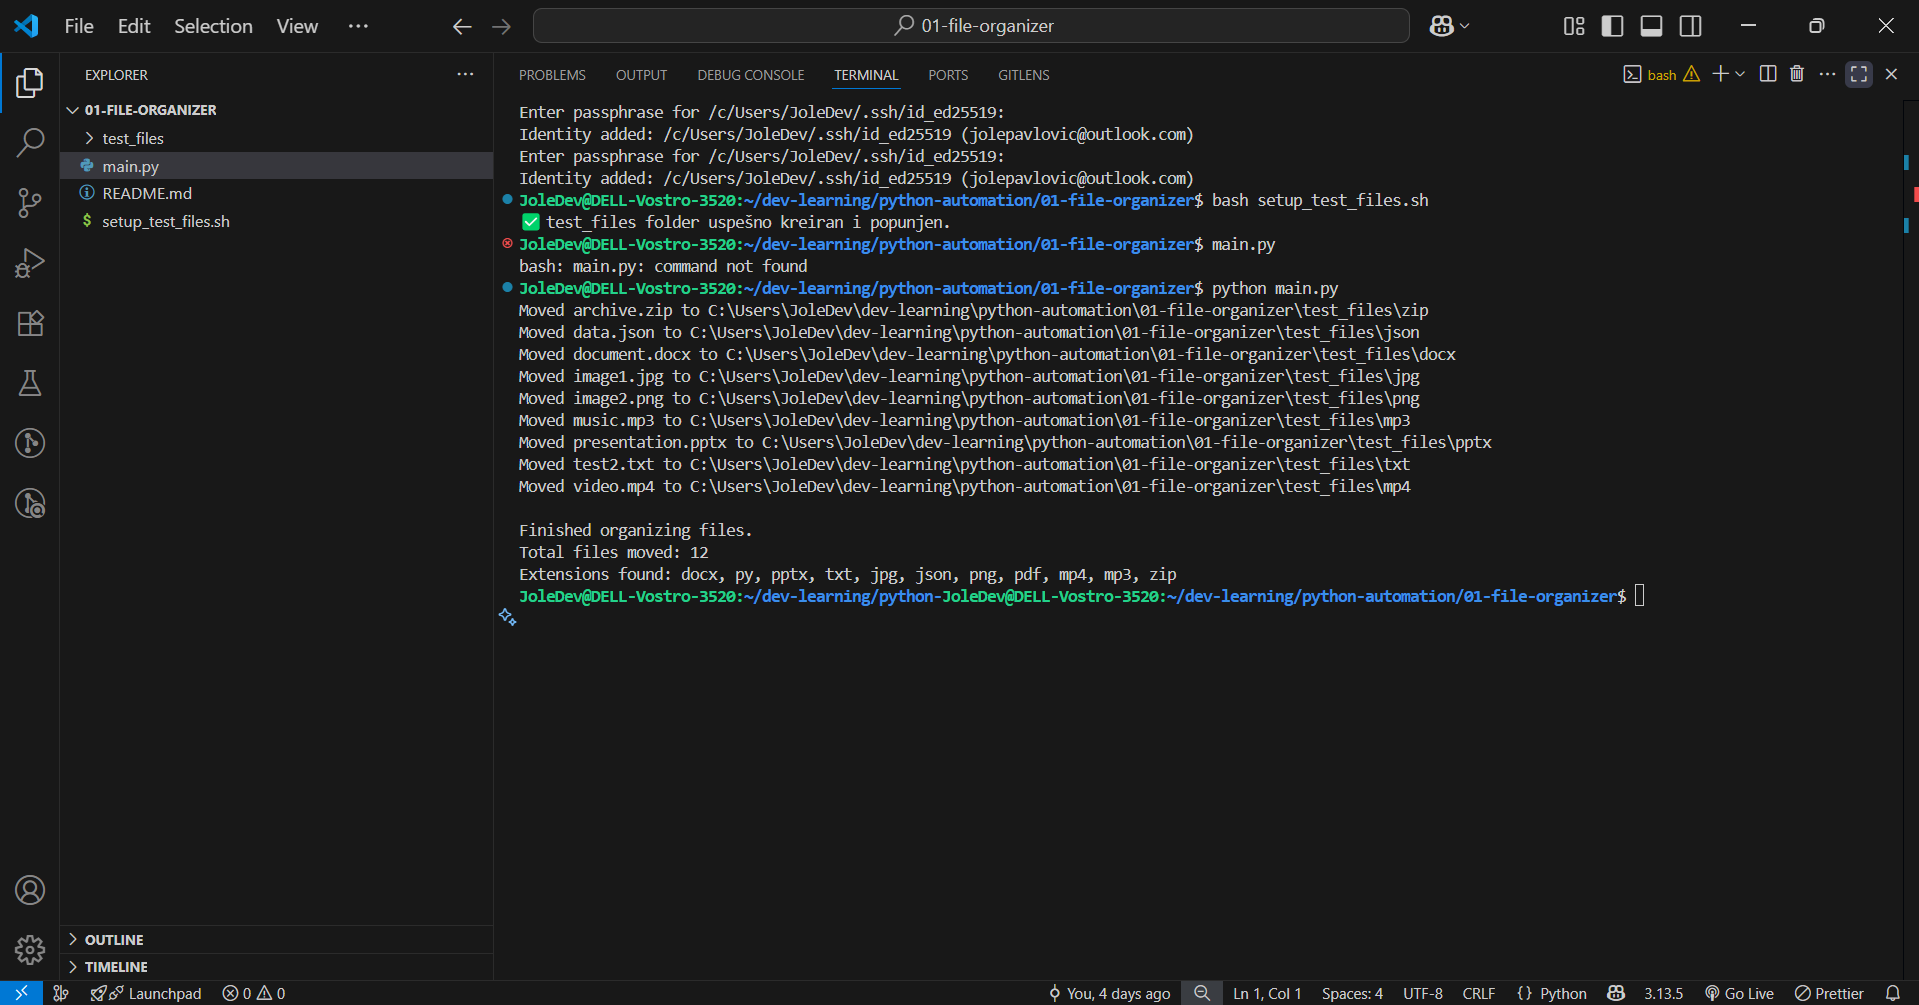 File Edit Selection View ··· 01-file-organizer
EXPLORER ···
01-FILE-ORGANIZER
test_files
main.py
README.md
$ setup_test_files.sh
OUTLINE
TIMELINE
PROBLEMS OUTPUT DEBUG CONSOLE TERMINAL PORTS GITLENS bash
Enter passphrase for /c/Users/JoleDev/.ssh/id_ed25519:
Identity added: /c/Users/JoleDev/.ssh/id_ed25519 (jolepavlovic@outlook.com)
Enter passphrase for /c/Users/JoleDev/.ssh/id_ed25519:
Identity added: /c/Users/JoleDev/.ssh/id_ed25519 (jolepavlovic@outlook.com)
JoleDev@DELL-Vostro-3520:~/dev-learning/python-automation/01-file-organizer$ bash setup_test_files.sh
✅ test_files folder uspešno kreiran i popunjen.
JoleDev@DELL-Vostro-3520:~/dev-learning/python-automation/01-file-organizer$ main.py
bash: main.py: command not found
JoleDev@DELL-Vostro-3520:~/dev-learning/python-automation/01-file-organizer$ python main.py
Moved archive.zip to C:\Users\JoleDev\dev-learning\python-automation\01-file-organizer\test_files\zip
Moved data.json to C:\Users\JoleDev\dev-learning\python-automation\01-file-organizer\test_files\json
Moved document.docx to C:\Users\JoleDev\dev-learning\python-automation\01-file-organizer\test_files\docx
Moved image1.jpg to C:\Users\JoleDev\dev-learning\python-automation\01-file-organizer\test_files\jpg
Moved image2.png to C:\Users\JoleDev\dev-learning\python-automation\01-file-organizer\test_files\png
Moved music.mp3 to C:\Users\JoleDev\dev-learning\python-automation\01-file-organizer\test_files\mp3
Moved presentation.pptx to C:\Users\JoleDev\dev-learning\python-automation\01-file-organizer\test_files\pptx
Moved test2.txt to C:\Users\JoleDev\dev-learning\python-automation\01-file-organizer\test_files\txt
Moved video.mp4 to C:\Users\JoleDev\dev-learning\python-automation\01-file-organizer\test_files\mp4
Finished organizing files.
Total files moved: 12
Extensions found: docx, py, pptx, txt, jpg, json, png, pdf, mp4, mp3, zip
JoleDev@DELL-Vostro-3520:~/dev-learning/python-JoleDev@DELL-Vostro-3520:~/dev-learning/python-automation/01-file-organizer$
Launchpad 0 0 You, 4 days ago Ln 1, Col 1 Spaces: 4 UTF-8 CRLF {} Python 3.13.5 Go Live Prettier